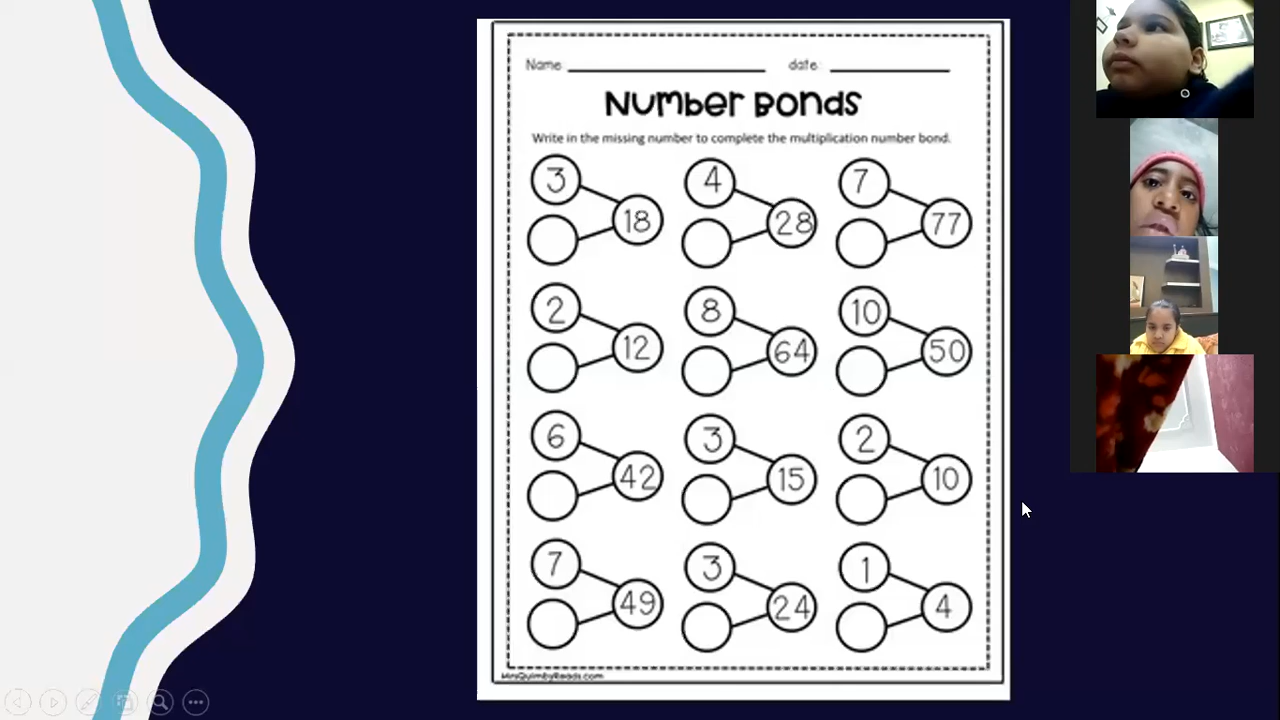 Name: date:
Number Bonds
Write in the missing number to complete the multiplication number bond.
3 4 7
18 28 77
2 8 10
12 64 50
6 3 2
42 15 10
7 3 1
49 24 4
MrsQuimbyReads.com